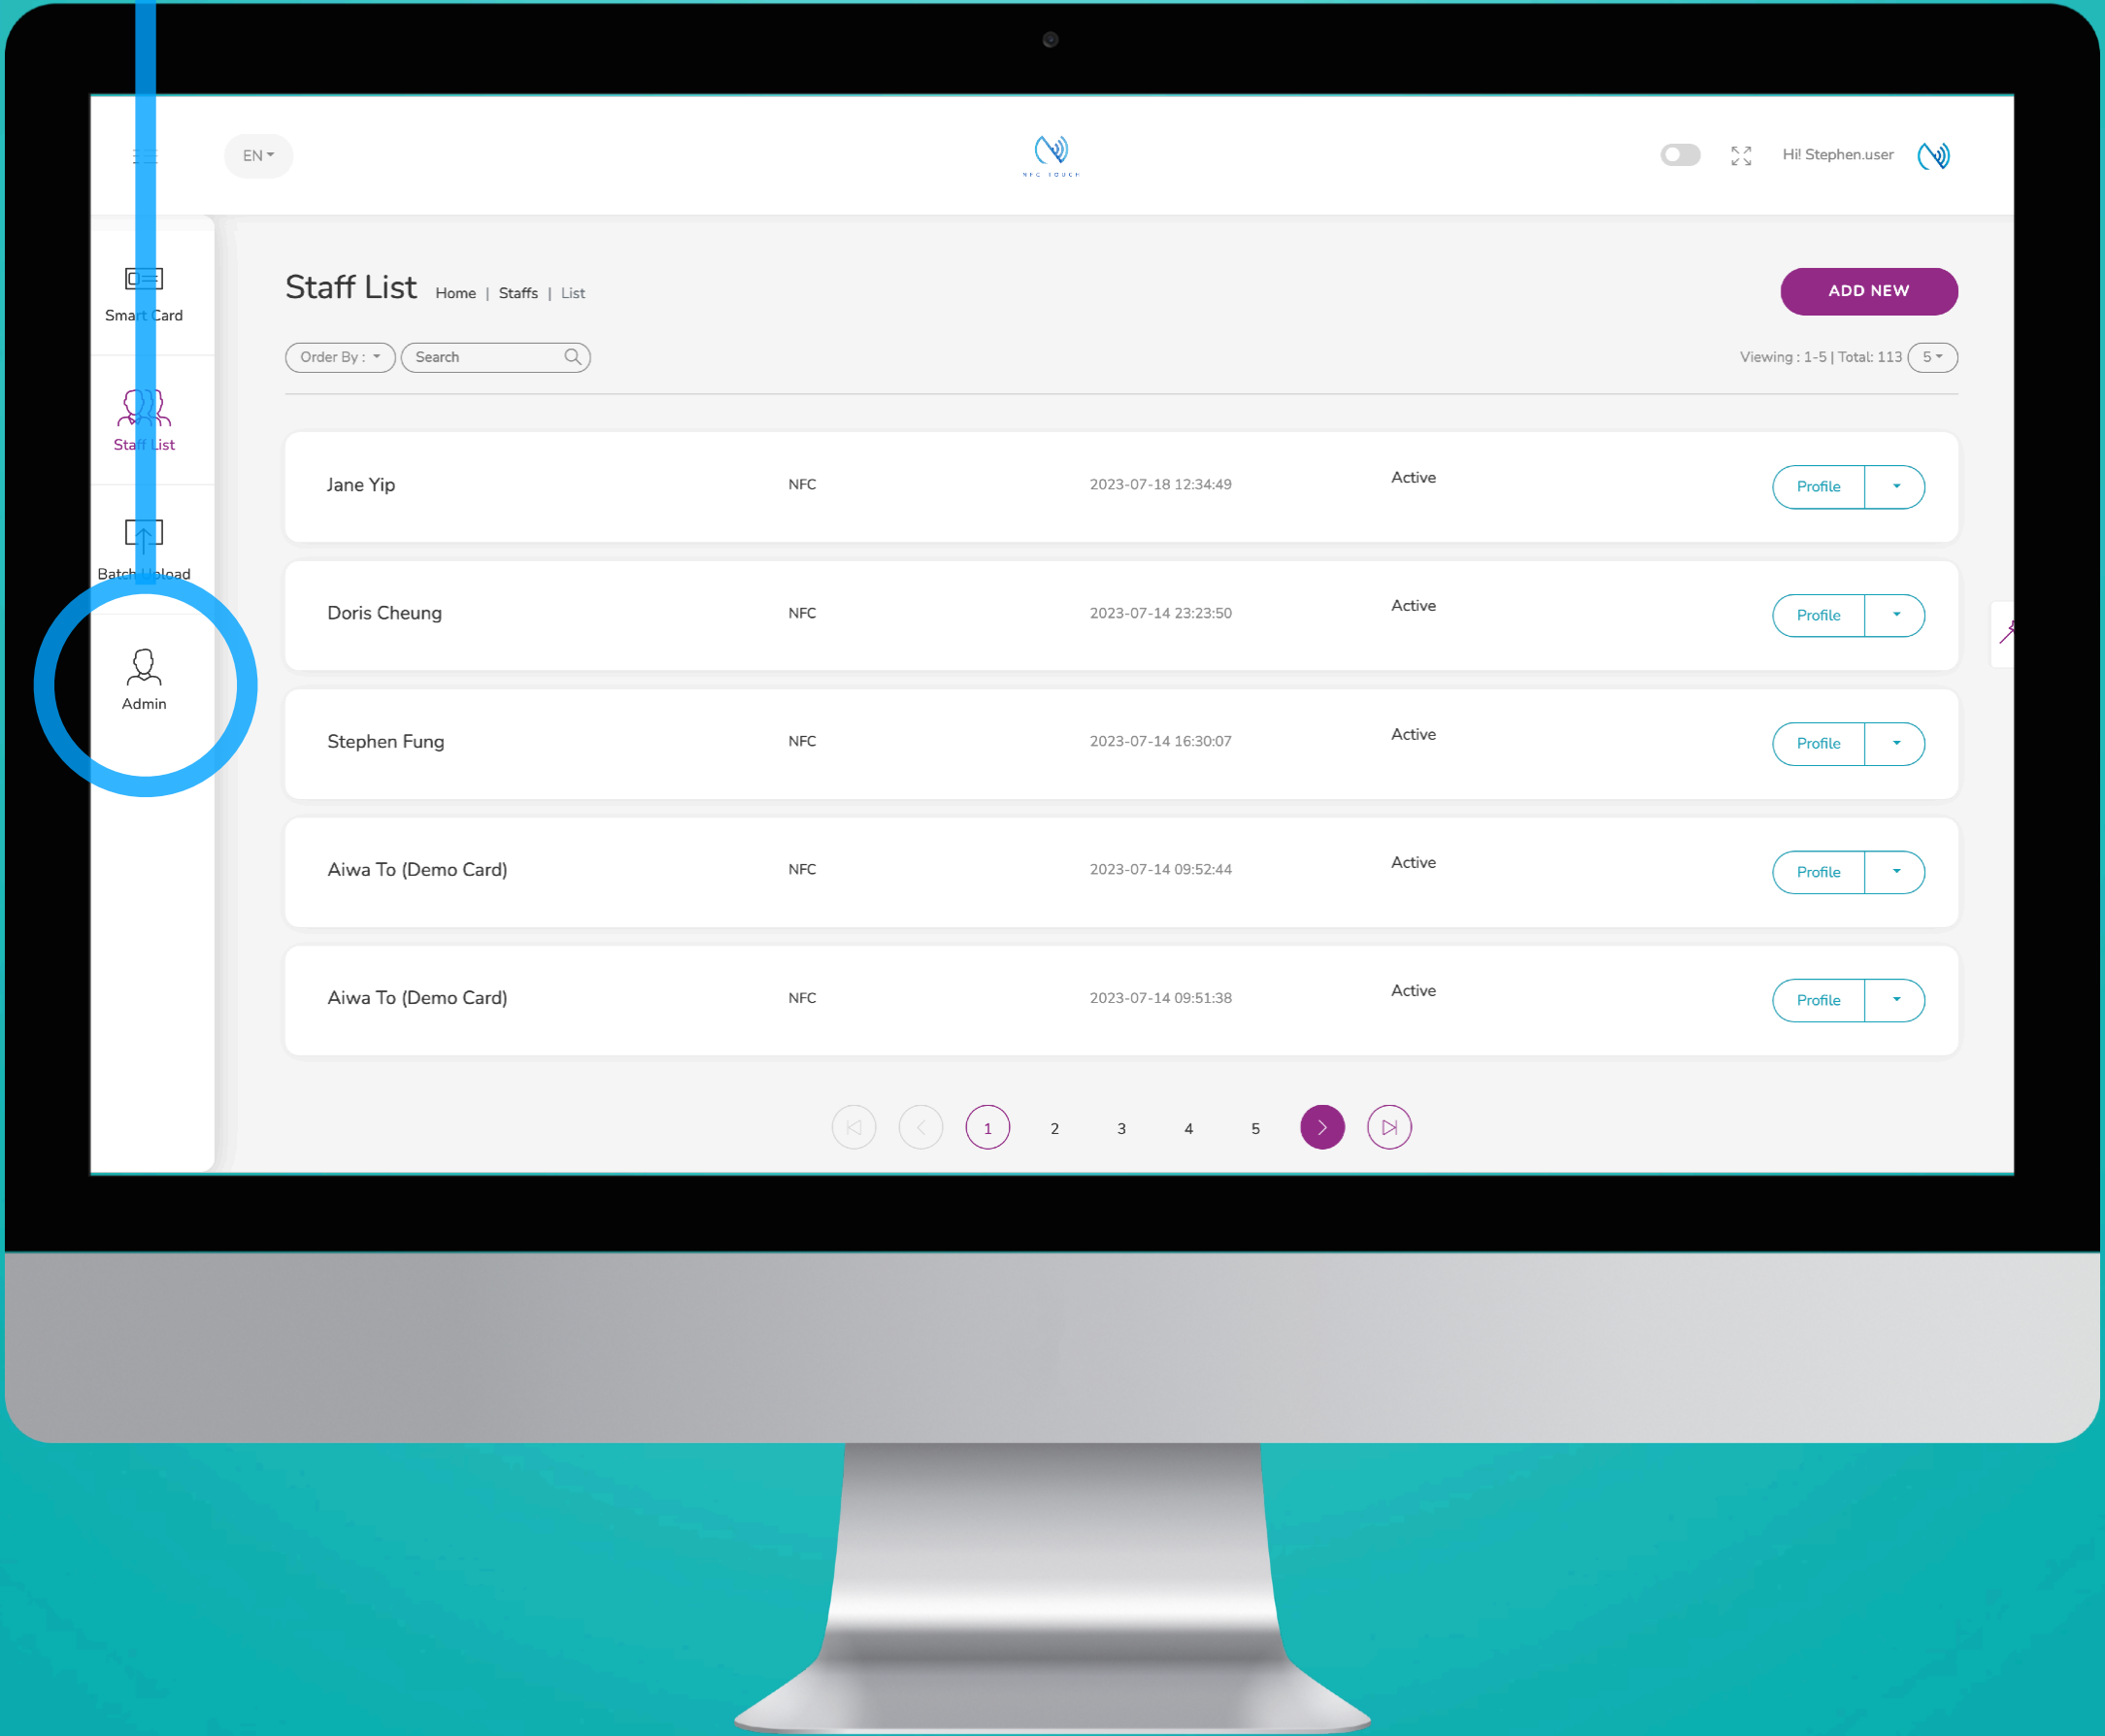 EN
NFC TOUCH
Hi! Stephen.user
Smart Card
Staff List
Batch Upload
Admin
Staff List Home | Staffs | List
ADD NEW
Order By : Search
Viewing : 1-5 | Total: 113 5
Jane Yip NFC 2023-07-18 12:34:49 Active Profile
Doris Cheung NFC 2023-07-14 23:23:50 Active Profile
Stephen Fung NFC 2023-07-14 16:30:07 Active Profile
Aiwa To (Demo Card) NFC 2023-07-14 09:52:44 Active Profile
Aiwa To (Demo Card) NFC 2023-07-14 09:51:38 Active Profile
1 2 3 4 5